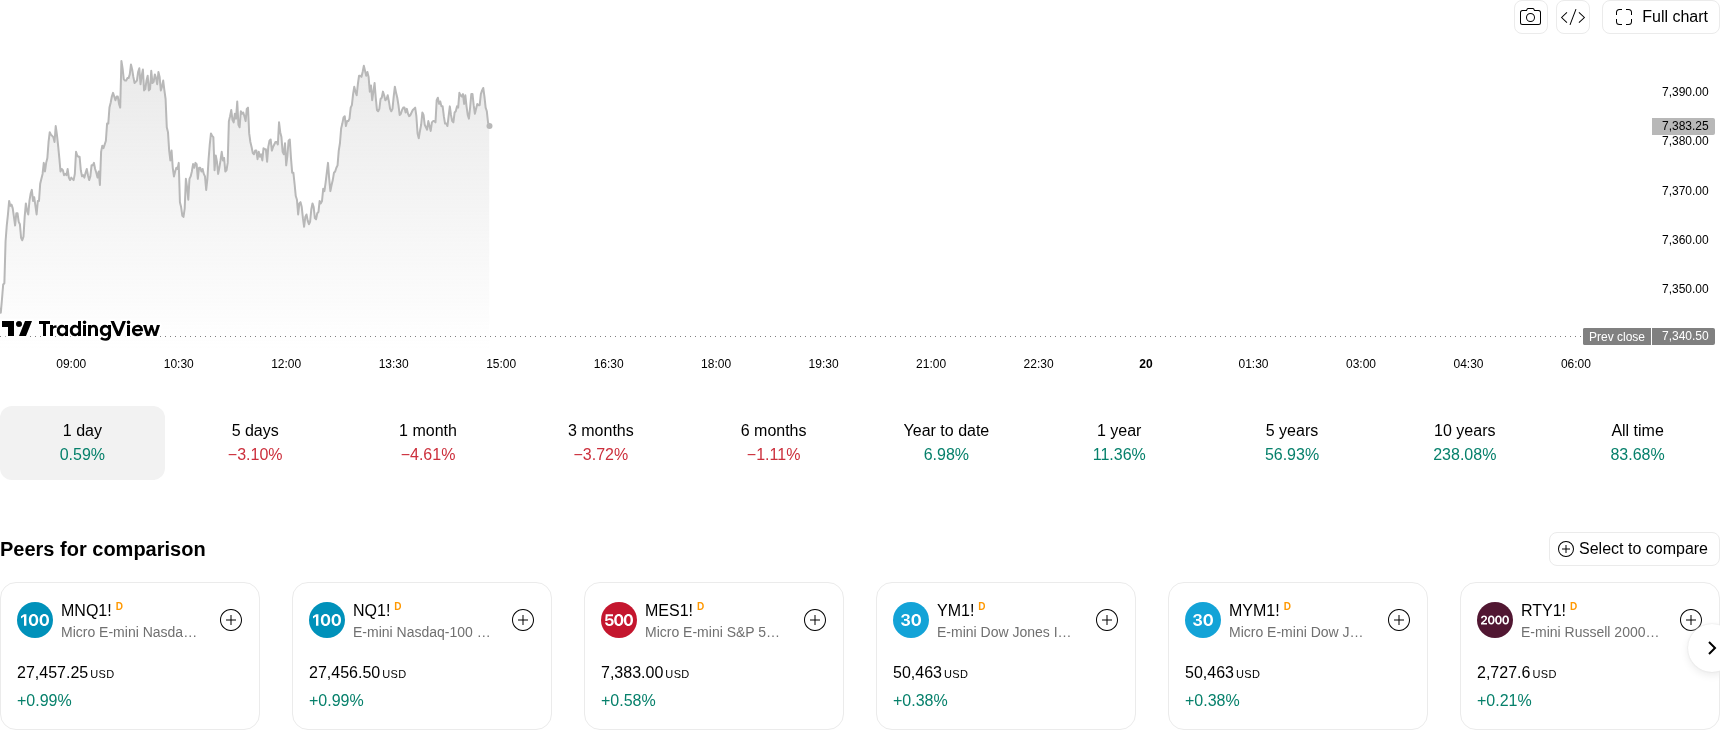 Full chart
7,390.00
7,383.25
7,380.00
7,370.00
7,360.00
7,350.00
TradingView
Prev close 7,340.50
09:00 10:30 12:00 13:30 15:00 16:30 18:00 19:30 21:00 22:30 20 01:30 03:00 04:30 06:00
1 day 5 days 1 month 3 months 6 months Year to date 1 year 5 years 10 years All time
0.59% −3.10% −4.61% −3.72% −1.11% 6.98% 11.36% 56.93% 238.08% 83.68%
Peers for comparison
Select to compare
100 MNQ1! D
Micro E-mini Nasda…
27,457.25 USD
+0.99%
100 NQ1! D
E-mini Nasdaq-100 …
27,456.50 USD
+0.99%
500 MES1! D
Micro E-mini S&P 5…
7,383.00 USD
+0.58%
30 YM1! D
E-mini Dow Jones I…
50,463 USD
+0.38%
30 MYM1! D
Micro E-mini Dow J…
50,463 USD
+0.38%
2000 RTY1! D
E-mini Russell 2000…
2,727.6 USD
+0.21%